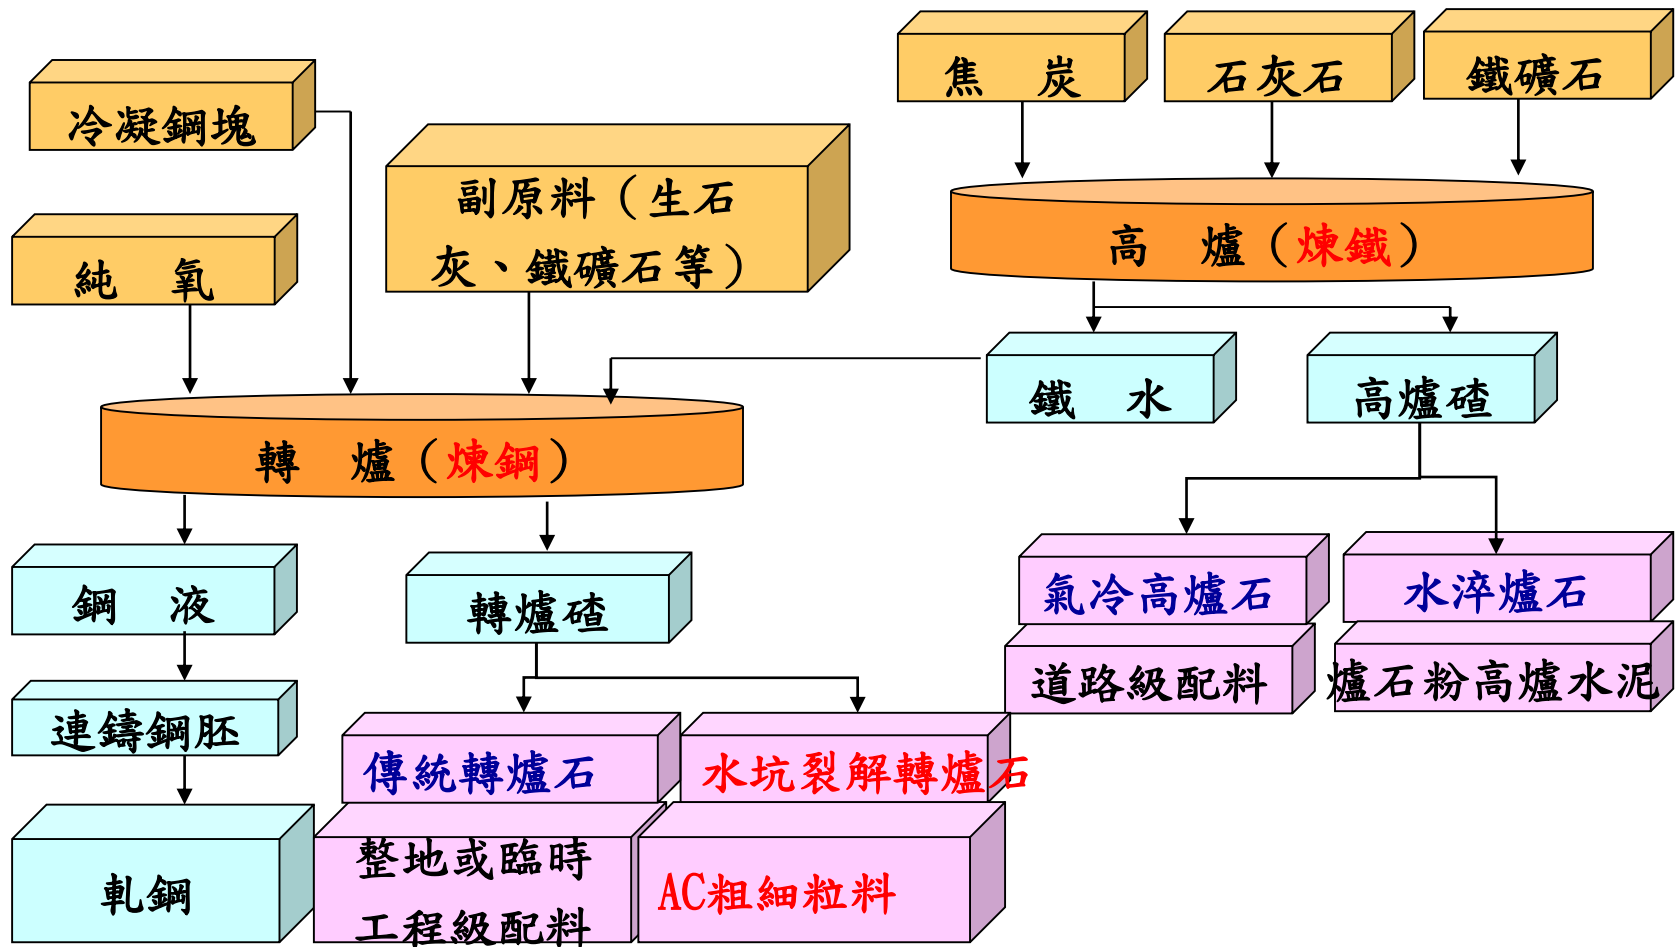 焦　炭
石灰石
鐵礦石
冷凝鋼塊
副原料（生石
灰、鐵礦石等）
純　氧
高　爐（煉鐵）
鐵　水
高爐碴
轉　爐（煉鋼）
鋼　液
轉爐碴
氣冷高爐石
水淬爐石
道路級配料
爐石粉高爐水泥
連鑄鋼胚
傳統轉爐石
水坑裂解轉爐石
軋鋼
整地或臨時
工程級配料
AC粗細粒料